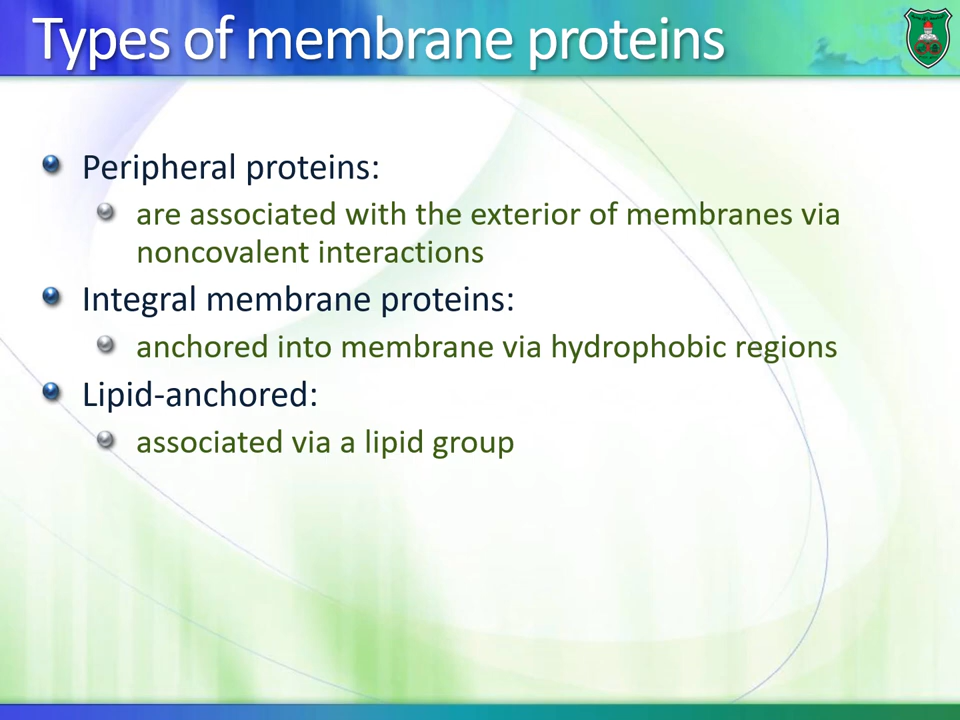 Types of membrane proteins
Peripheral proteins:
are associated with the exterior of membranes via
noncovalent interactions
Integral membrane proteins:
anchored into membrane via hydrophobic regions
Lipid-anchored:
associated via a lipid group